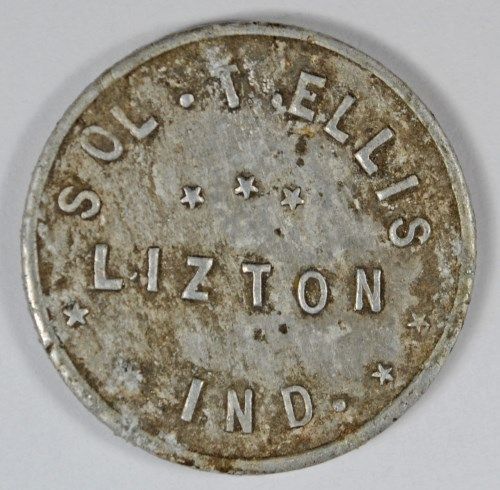 SOL. T. ELLIS
LIZTON
IND.